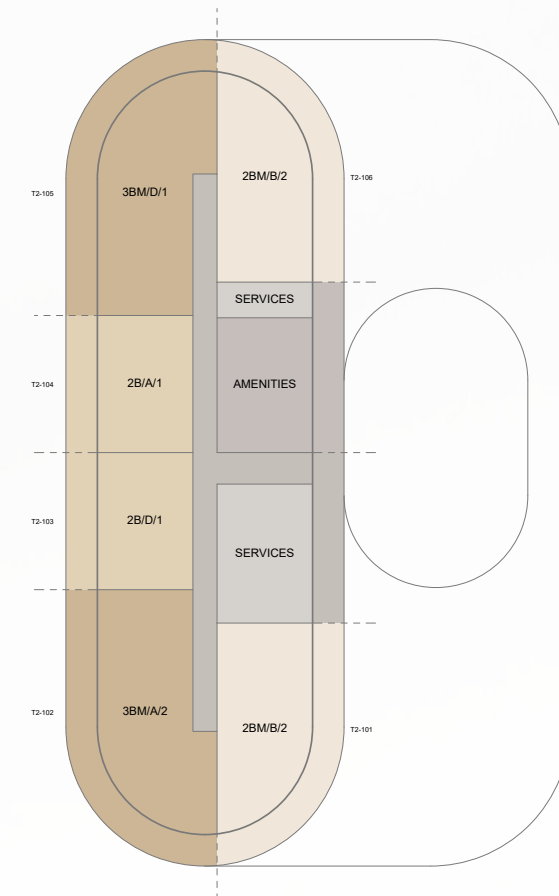 2BM/B/2
T2-106
3BM/D/1
T2-105
SERVICES
2B/A/1
AMENITIES
T2-104
2B/D/1
T2-103
SERVICES
3BM/A/2
T2-102
2BM/B/2
T2-101